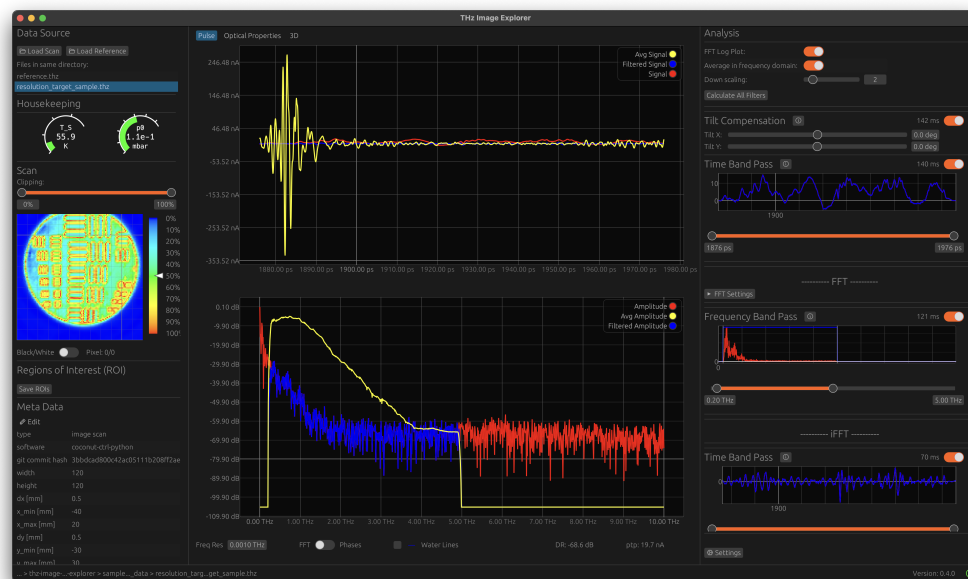 THz Image Explorer
Data Source
Load Scan Load Reference
Files in same directory:
reference.thz
resolution_target_sample.thz
Housekeeping
T_S
55.9
K
p0
1.1e-1
mbar
Scan
Clipping:
0% 100%
0%
10%
20%
30%
40%
50%
60%
70%
80%
90%
100%
Black/White Pixel: 0/0
Regions of Interest (ROI)
Save ROIs
Meta Data
Edit
type image scan
software coconut-ctrl-python
git commit hash 3bbdcad800c42ac05111b208ff2ae
width 120
height 120
dx [mm] 0.5
x_min [mm] -40
x_max [mm] 20
dy [mm] 0.5
y_min [mm] -30
y_max [mm] 30
Pulse Optical Properties 3D
Avg Signal
Filtered Signal
Signal
246.48 nA
146.48 nA
46.48 nA
-53.52 nA
-153.52 nA
-253.52 nA
-353.52 nA
1880.00 ps 1890.00 ps 1900.00 ps 1910.00 ps 1920.00 ps 1930.00 ps 1940.00 ps 1950.00 ps 1960.00 ps 1970.00 ps 1980.00 ps
Amplitude
Avg Amplitude
Filtered Amplitude
0.10 dB
-9.90 dB
-19.90 dB
-29.90 dB
-39.90 dB
-49.90 dB
-59.90 dB
-69.90 dB
-79.90 dB
-89.90 dB
-99.90 dB
-109.90 dB
0.00 THz 1.00 THz 2.00 THz 3.00 THz 4.00 THz 5.00 THz 6.00 THz 7.00 THz 8.00 THz 9.00 THz 10.00 THz
Freq Res 0.0010 THz FFT Phases Water Lines DR: -68.6 dB ptp: 19.7 nA
Analysis
FFT Log Plot:
Average in frequency domain:
Down scaling: 2
Calculate All Filters
Tilt Compensation 142 ms
Tilt X: 0.0 deg
Tilt Y: 0.0 deg
Time Band Pass 140 ms
10
0
1900
1876 ps 1976 ps
---------- FFT ----------
FFT Settings
Frequency Band Pass 121 ms
0
0
0.20 THz 5.00 THz
---------- iFFT ----------
Time Band Pass 70 ms
0
1900
Settings
... > thz-image-...-explorer > sample..._data > resolution_targ...get_sample.thz
Version: 0.4.0